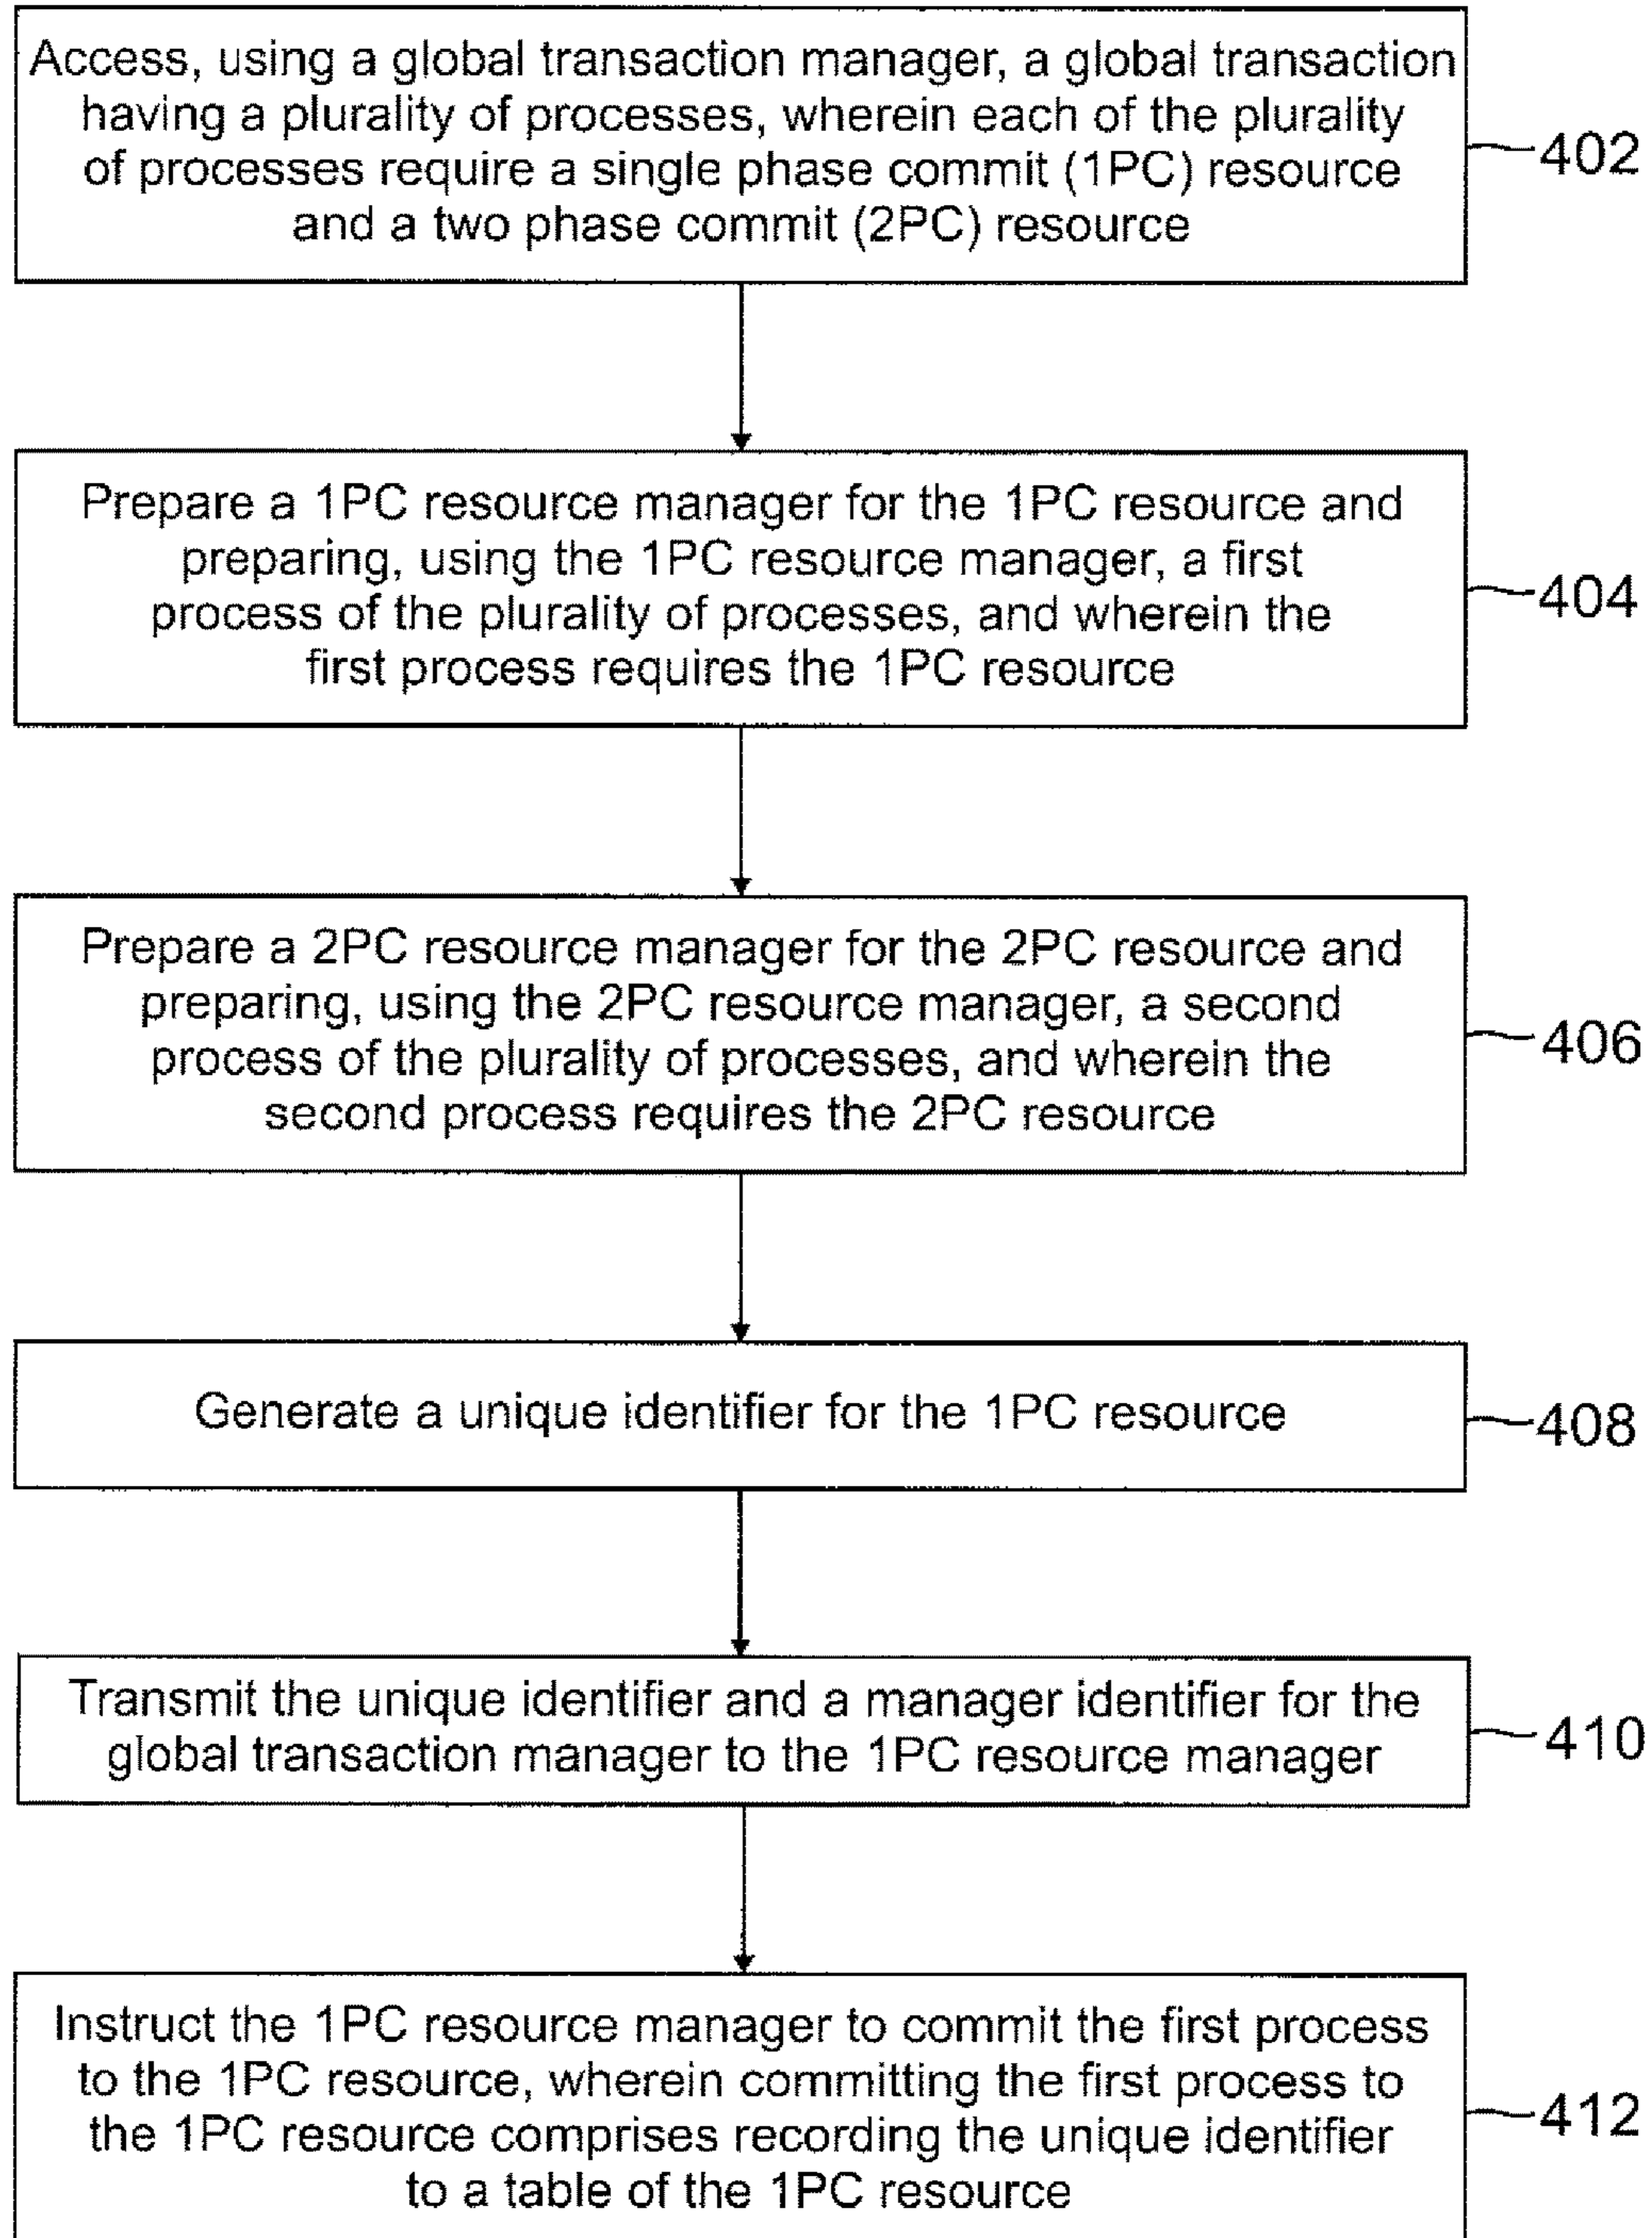 Access, using a global transaction manager, a global transaction
having a plurality of processes, wherein each of the plurality
of processes require a single phase commit (1PC) resource
and a two phase commit (2PC) resource
402
Prepare a 1PC resource manager for the 1PC resource and
preparing, using the 1PC resource manager, a first
process of the plurality of processes, and wherein the
first process requires the 1PC resource
404
Prepare a 2PC resource manager for the 2PC resource and
preparing, using the 2PC resource manager, a second
process of the plurality of processes, and wherein the
second process requires the 2PC resource
406
Generate a unique identifier for the 1PC resource
408
Transmit the unique identifier and a manager identifier for the
global transaction manager to the 1PC resource manager
410
Instruct the 1PC resource manager to commit the first process
to the 1PC resource, wherein committing the first process to
the 1PC resource comprises recording the unique identifier
to a table of the 1PC resource
412